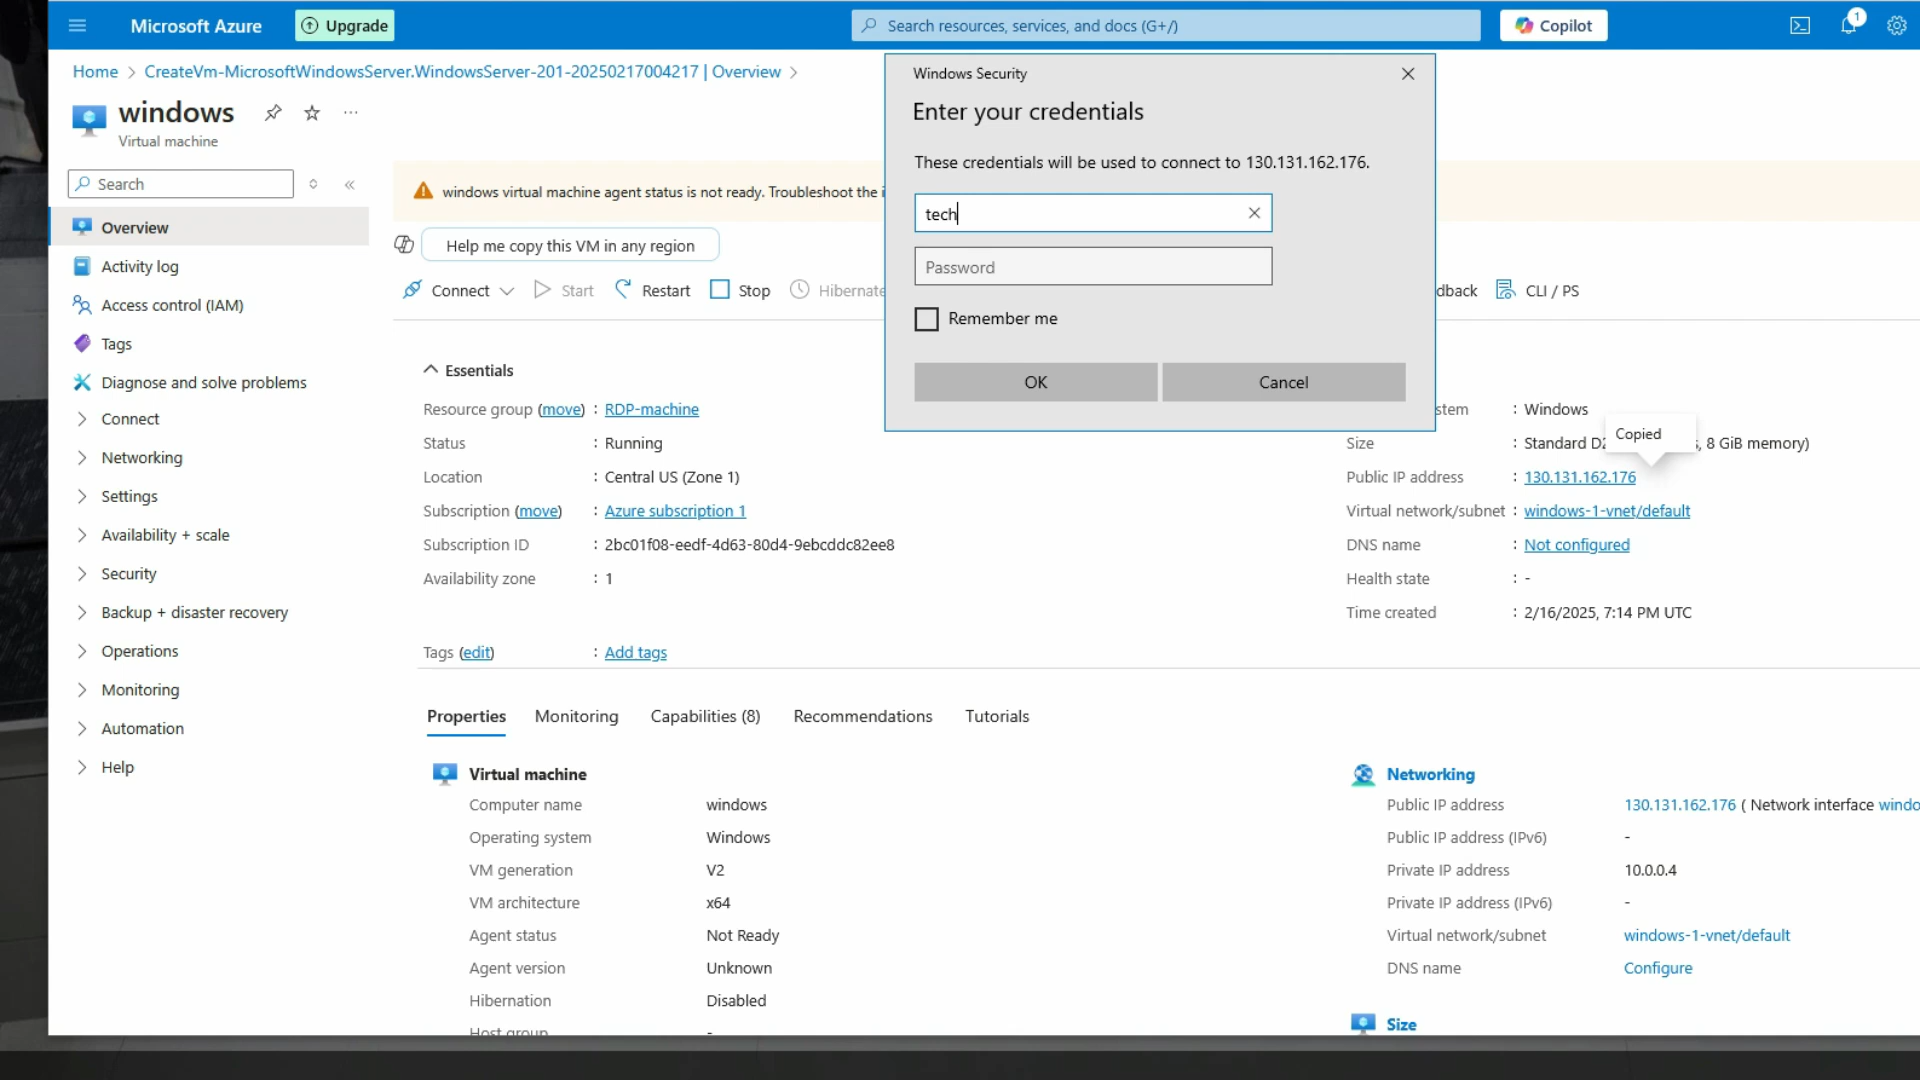 Microsoft Azure
Upgrade
Search resources, services, and docs (G+/)
Copilot
1
Home > CreateVm-MicrosoftWindowsServer.WindowsServer-201-20250217004217 | Overview >
windows
Virtual machine
Search
Overview
Activity log
Access control (IAM)
Tags
Diagnose and solve problems
Connect
Networking
Settings
Availability + scale
Security
Backup + disaster recovery
Operations
Monitoring
Automation
Help
windows virtual machine agent status is not ready. Troubleshoot the i
Help me copy this VM in any region
Connect
Start
Restart
Stop
Hibernate
dback
CLI / PS
Windows Security
Enter your credentials
These credentials will be used to connect to 130.131.162.176.
tech
Password
Remember me
OK
Cancel
Essentials
Resource group (move) : RDP-machine
Status : Running
Location : Central US (Zone 1)
Subscription (move) : Azure subscription 1
Subscription ID : 2bc01f08-eedf-4d63-80d4-9ebcddc82ee8
Availability zone : 1
stem : Windows
Copied
Size : Standard D2 s, 8 GiB memory)
Public IP address : 130.131.162.176
Virtual network/subnet : windows-1-vnet/default
DNS name : Not configured
Health state : -
Time created : 2/16/2025, 7:14 PM UTC
Tags (edit) : Add tags
Properties
Monitoring
Capabilities (8)
Recommendations
Tutorials
Virtual machine
Computer name windows
Operating system Windows
VM generation V2
VM architecture x64
Agent status Not Ready
Agent version Unknown
Hibernation Disabled
Host group -
Networking
Public IP address 130.131.162.176 ( Network interface windo
Public IP address (IPv6) -
Private IP address 10.0.0.4
Private IP address (IPv6) -
Virtual network/subnet windows-1-vnet/default
DNS name Configure
Size